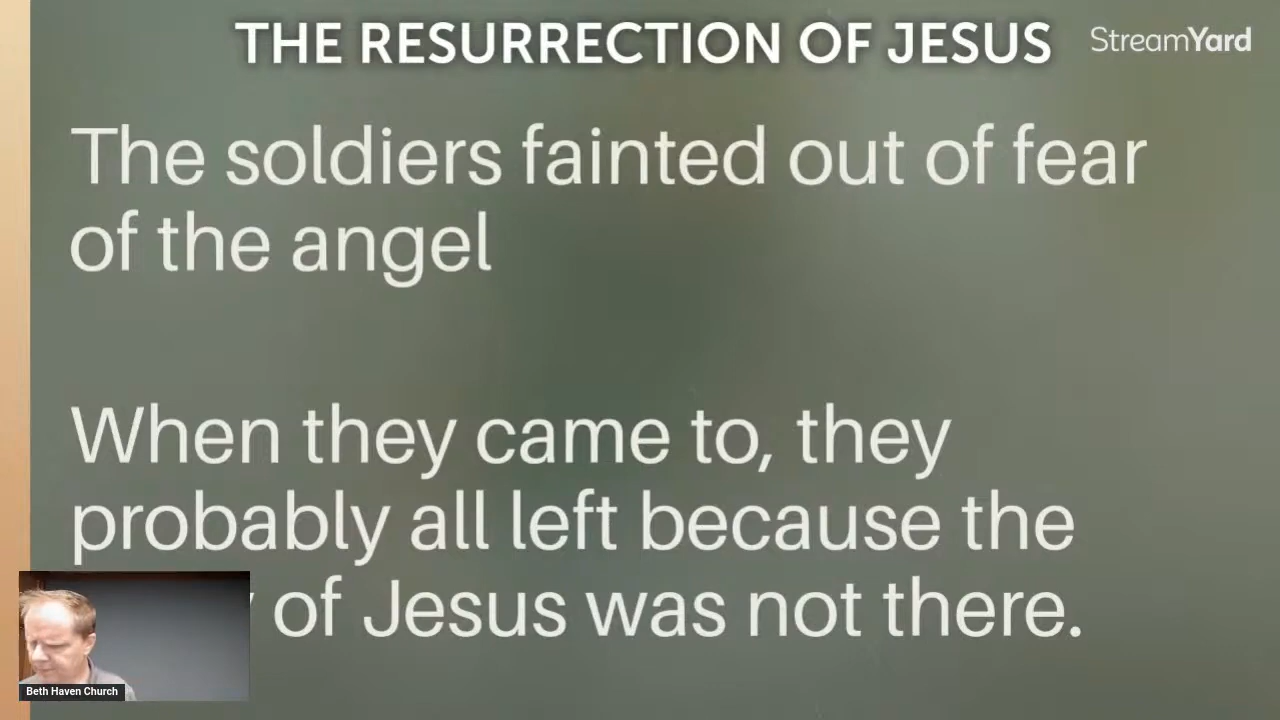 THE RESURRECTION OF JESUS
StreamYard
The soldiers fainted out of fear
of the angel
When they came to, they
probably all left because the
of Jesus was not there.
Beth Haven Church